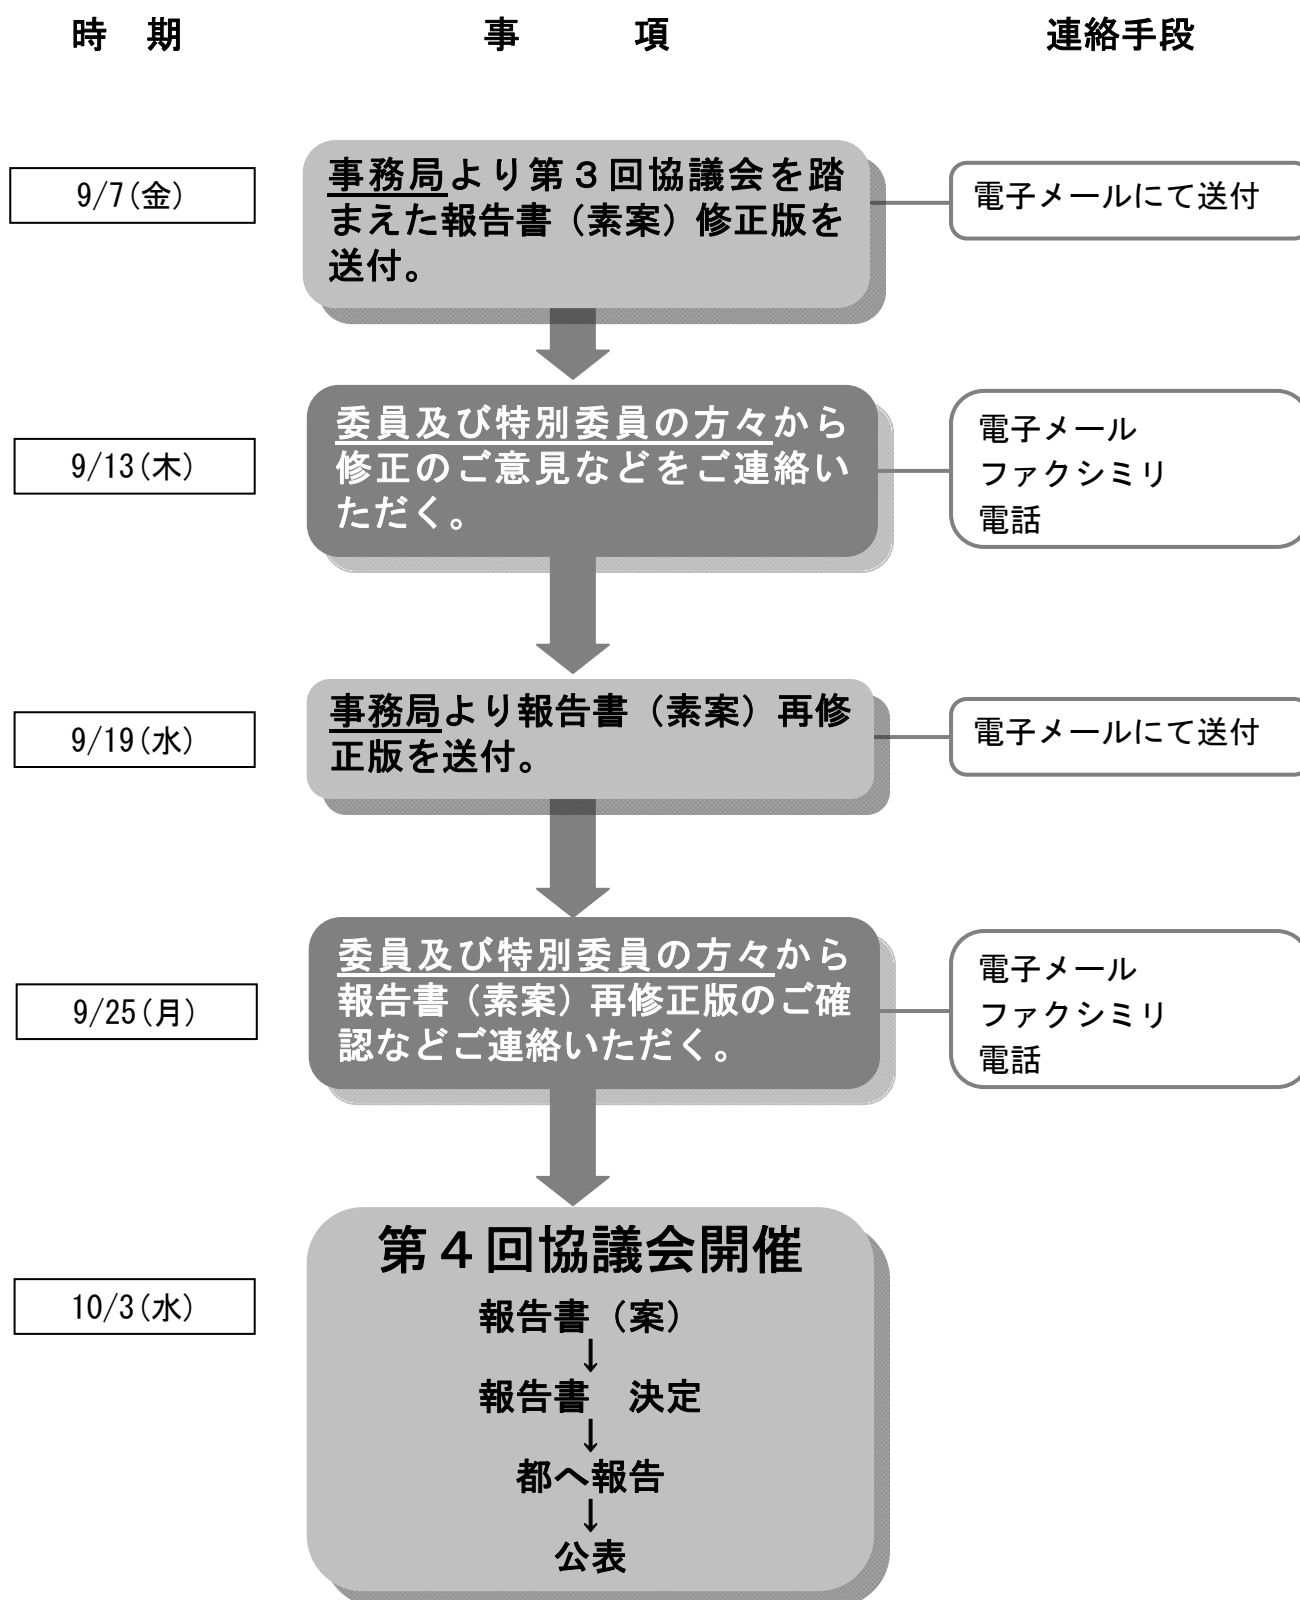 時　期　事　項　連絡手段
9/7(金)
事務局より第３回協議会を踏
まえた報告書（素案）修正版を
送付。
電子メールにて送付
9/13(木)
委員及び特別委員の方々から
修正のご意見などをご連絡い
ただく。
電子メール
ファクシミリ
電話
9/19(水)
事務局より報告書（素案）再修
正版を送付。
電子メールにて送付
9/25(月)
委員及び特別委員の方々から
報告書（素案）再修正版のご確
認などご連絡いただく。
電子メール
ファクシミリ
電話
10/3(水)
第４回協議会開催
報告書（案）
↓
報告書　決定
↓
都へ報告
↓
公表